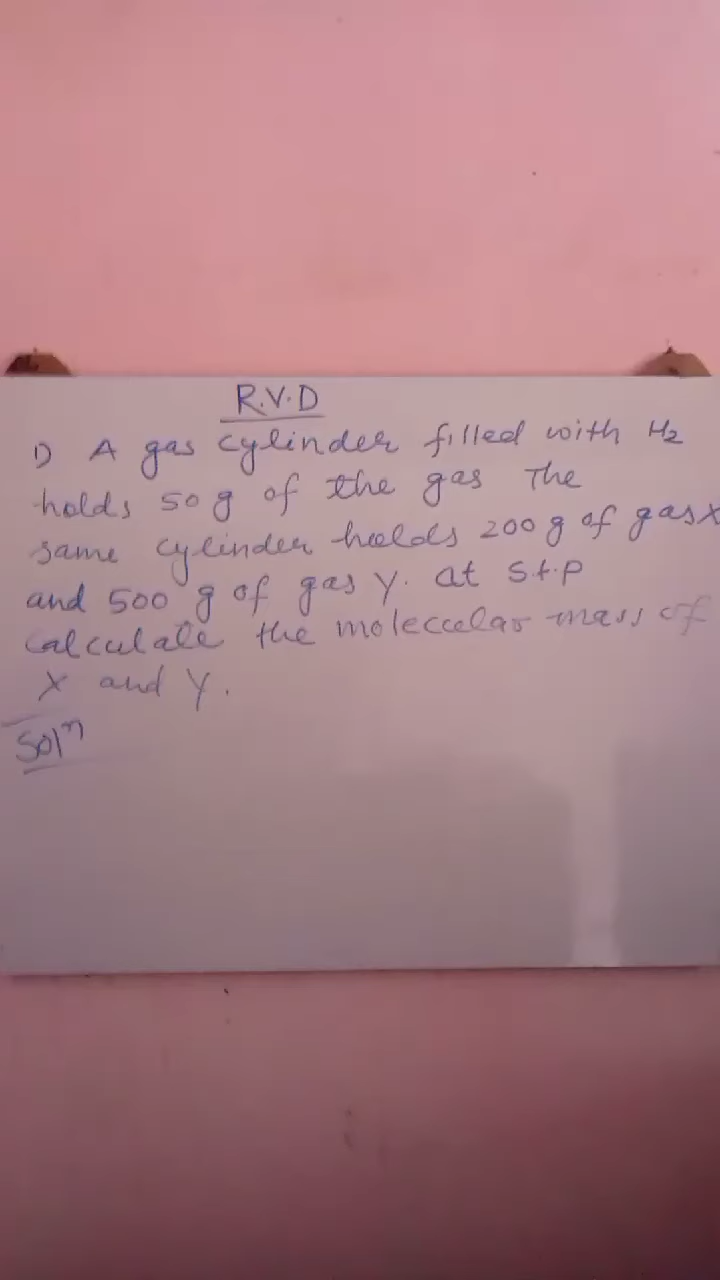 R.V.D
1) A gas cylinder filled with H2
holds 50 g of the gas The
same cylinder holds 200 g of gas X
and 500 g of gas Y. at s.t.p
calculate the molecular mass of
X and Y.
Solⁿ